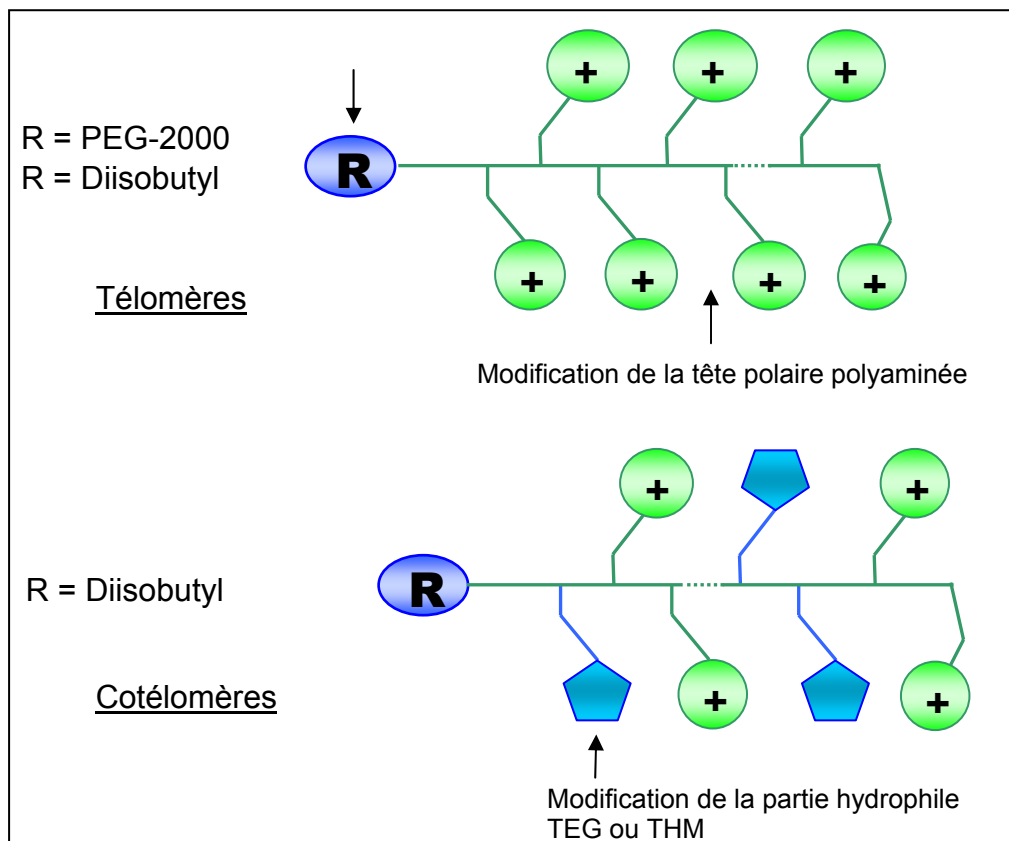 + + +
R = PEG-2000
R = Diisobutyl
R
+ + + +
Télomères
Modification de la tête polaire polyaminée
+ +
R = Diisobutyl
R
+ +
Cotélomères
Modification de la partie hydrophile
TEG ou THM